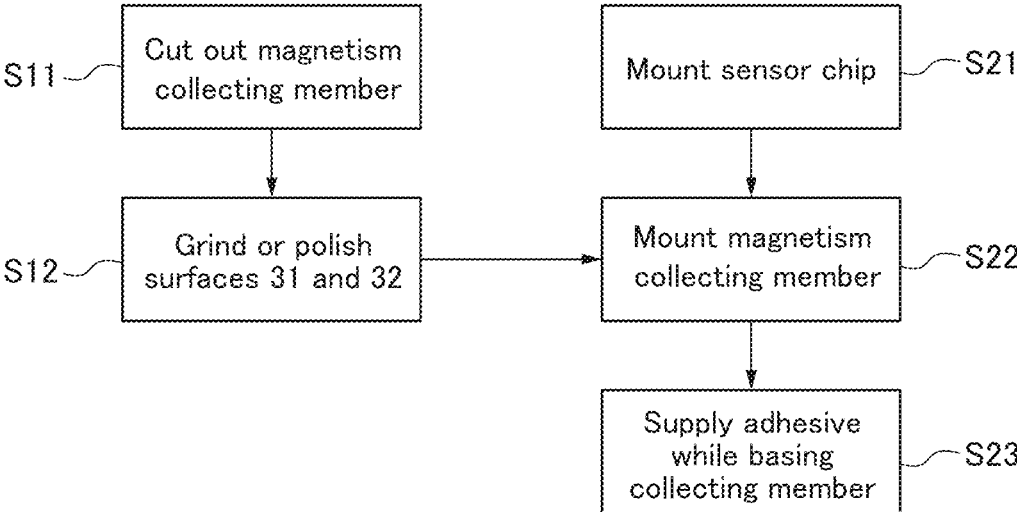 S11
Cut out magnetism
collecting member
S12
Grind or polish
surfaces 31 and 32
Mount sensor chip
S21
Mount magnetism
collecting member
S22
Supply adhesive
while basing
collecting member
S23